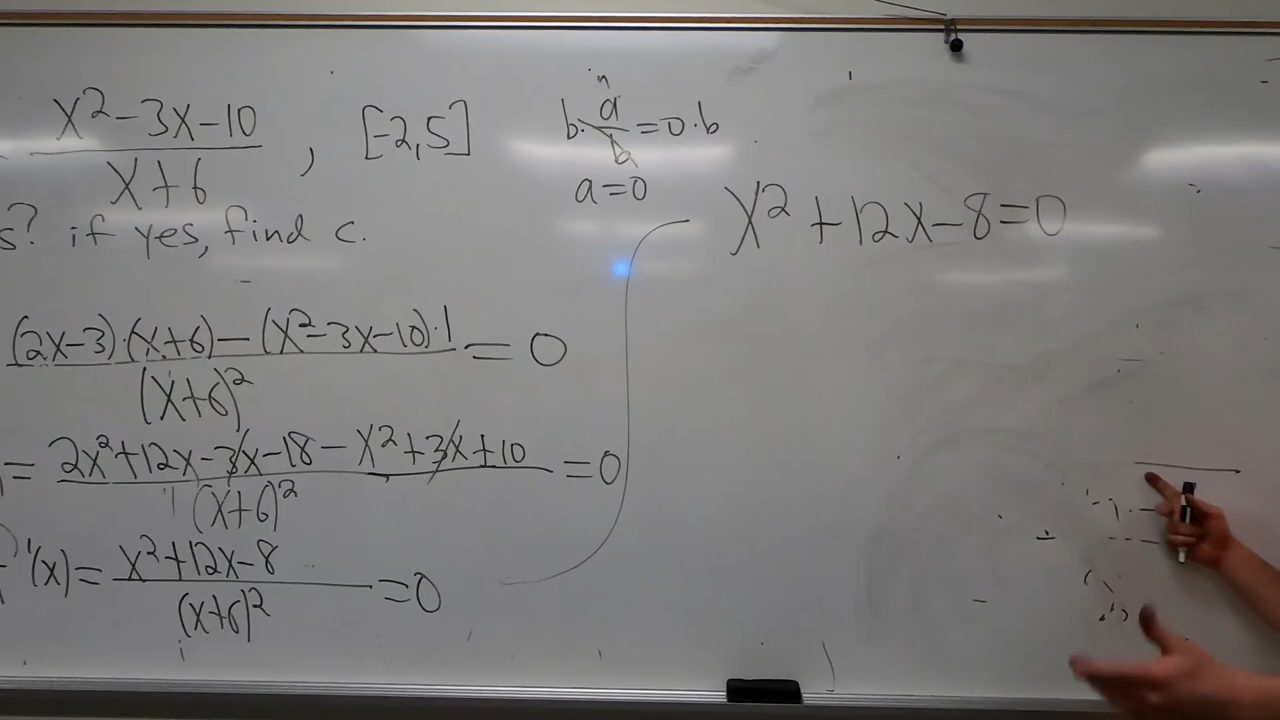 x²-3x-10 / x+6 , [-2,5]
s? if yes, find c.
(2x-3)·(x+6)-(x²-3x-10)·1 / (x+6)² = 0
= 2x²+12x-3x-18-x²+3x+10 / (x+6)² = 0
'(x)= x²+12x-8 / (x+6)² = 0
b· a/b =0·b
a=0
x²+12x-8=0